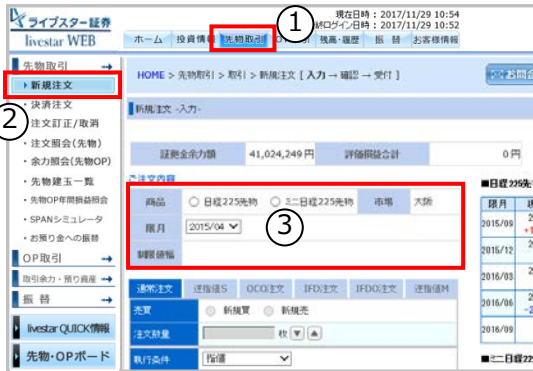 ライブスター証券
livestar WEB
現在日時：2017/11/29 10:54
終ログイン日時：2017/11/29 10:52
①
ホーム 投資情報 先物取引 残高・履歴 振替 お客様情報
先物取引
新規注文
②
決済注文
注文訂正/取消
注文照会(先物)
余力照会(先物OP)
先物建玉一覧
先物OP年間損益照会
SPANシミュレータ
お預り金への振替
OP取引
取引余力・預り資産
振替
livestar QUICK情報
先物・OPボード
HOME > 先物取引 > 取引 > 新規注文 [ 入力 → 確認 → 受付 ]
お問合
新規注文 -入力-
証拠金余力額 41,024,249円 評価損益合計 0円
ご注文内容
商品 日経225先物 ミニ日経225先物 市場 大阪
限月 2015/04
③
制限値幅
通常注文 逆指値S OCO注文 IFD注文 IFDO注文 逆指値M
売買 新規買 新規売
注文数量 枚
執行条件 指値
■日経225先
限月
2015/09
2015/12
2016/03
2016/06
2016/09
■ミニ日経22